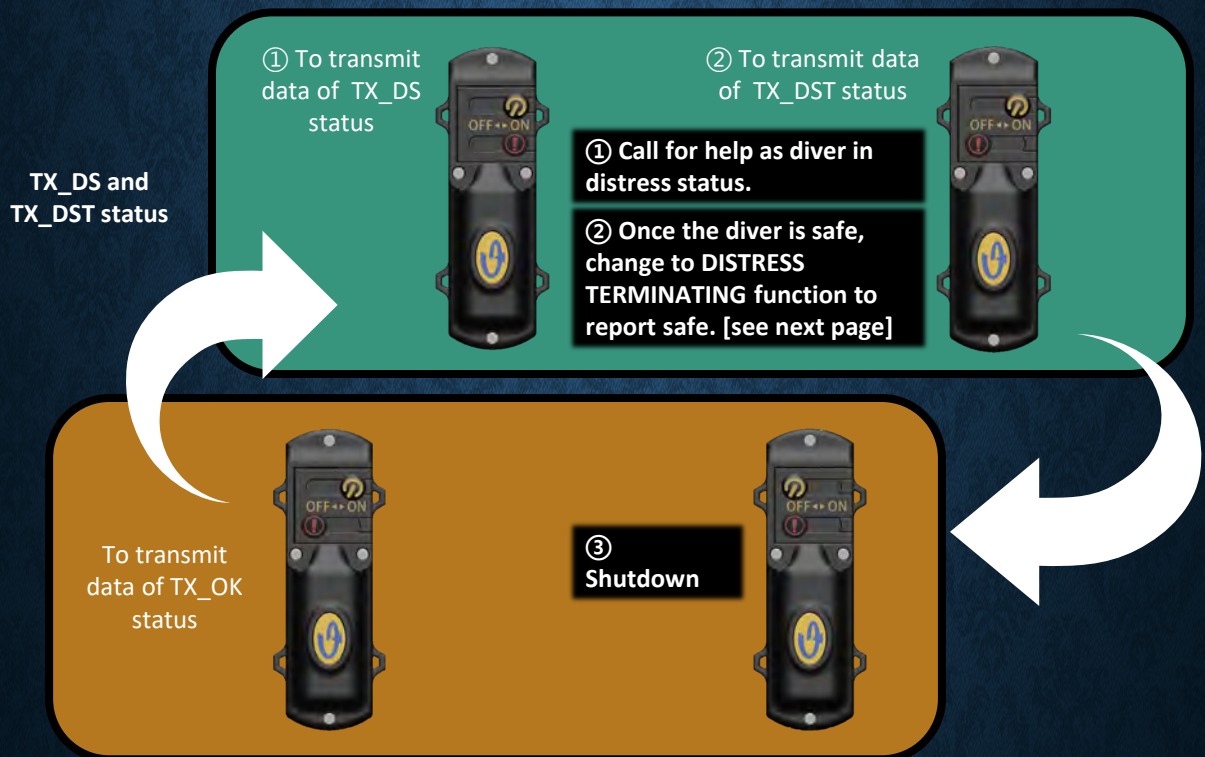 ① To transmit
data of TX_DS
status
OFF◂▸ON
② To transmit data
of TX_DST status
OFF◂▸ON
① Call for help as diver in
distress status.
② Once the diver is safe,
change to DISTRESS
TERMINATING function to
report safe. [see next page]
TX_DS and
TX_DST status
To transmit
data of TX_OK
status
OFF◂▸ON
③
Shutdown
OFF◂▸ON